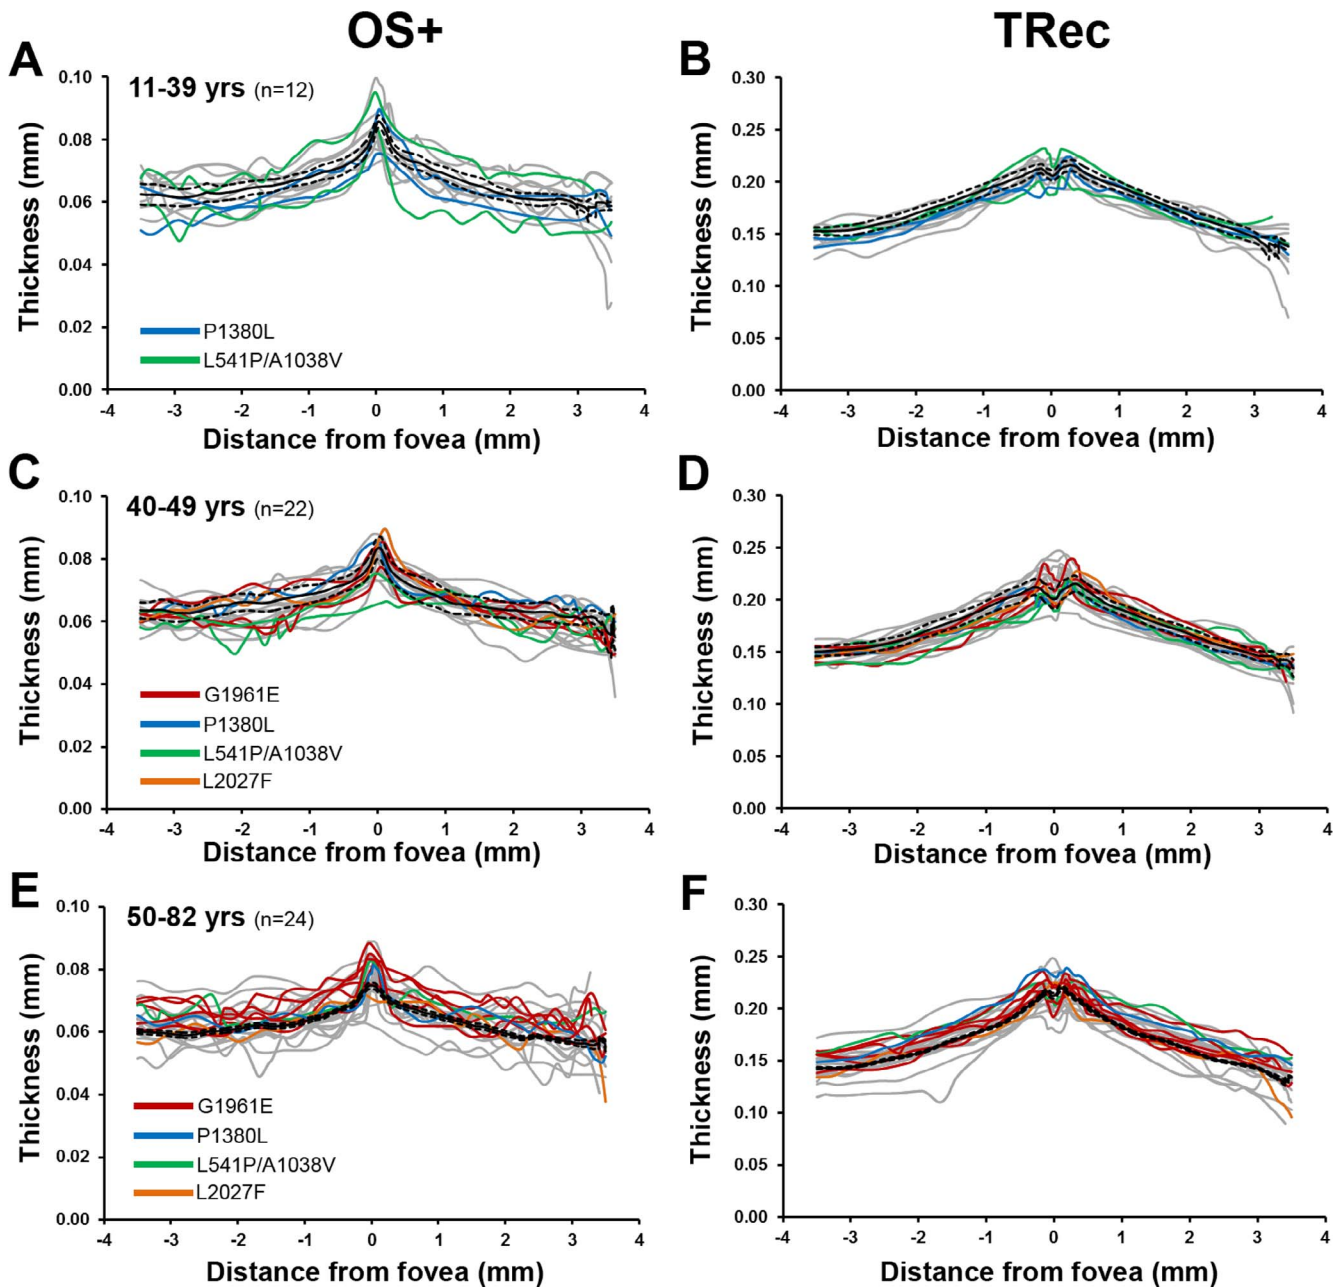 OS+ TRec
A B
11-39 yrs (n=12)
Thickness (mm)
0.10
0.08
0.06
0.04
0.02
0.00
P1380L
L541P/A1038V
-4 -3 -2 -1 0 1 2 3 4
Distance from fovea (mm)
Thickness (mm)
0.30
0.25
0.20
0.15
0.10
0.05
0.00
-4 -3 -2 -1 0 1 2 3 4
Distance from fovea (mm)
C D
40-49 yrs (n=22)
Thickness (mm)
0.10
0.08
0.06
0.04
0.02
0.00
G1961E
P1380L
L541P/A1038V
L2027F
-4 -3 -2 -1 0 1 2 3 4
Distance from fovea (mm)
Thickness (mm)
0.30
0.25
0.20
0.15
0.10
0.05
0.00
-4 -3 -2 -1 0 1 2 3 4
Distance from fovea (mm)
E F
50-82 yrs (n=24)
Thickness (mm)
0.10
0.08
0.06
0.04
0.02
0.00
G1961E
P1380L
L541P/A1038V
L2027F
-4 -3 -2 -1 0 1 2 3 4
Distance from fovea (mm)
Thickness (mm)
0.30
0.25
0.20
0.15
0.10
0.05
0.00
-4 -3 -2 -1 0 1 2 3 4
Distance from fovea (mm)